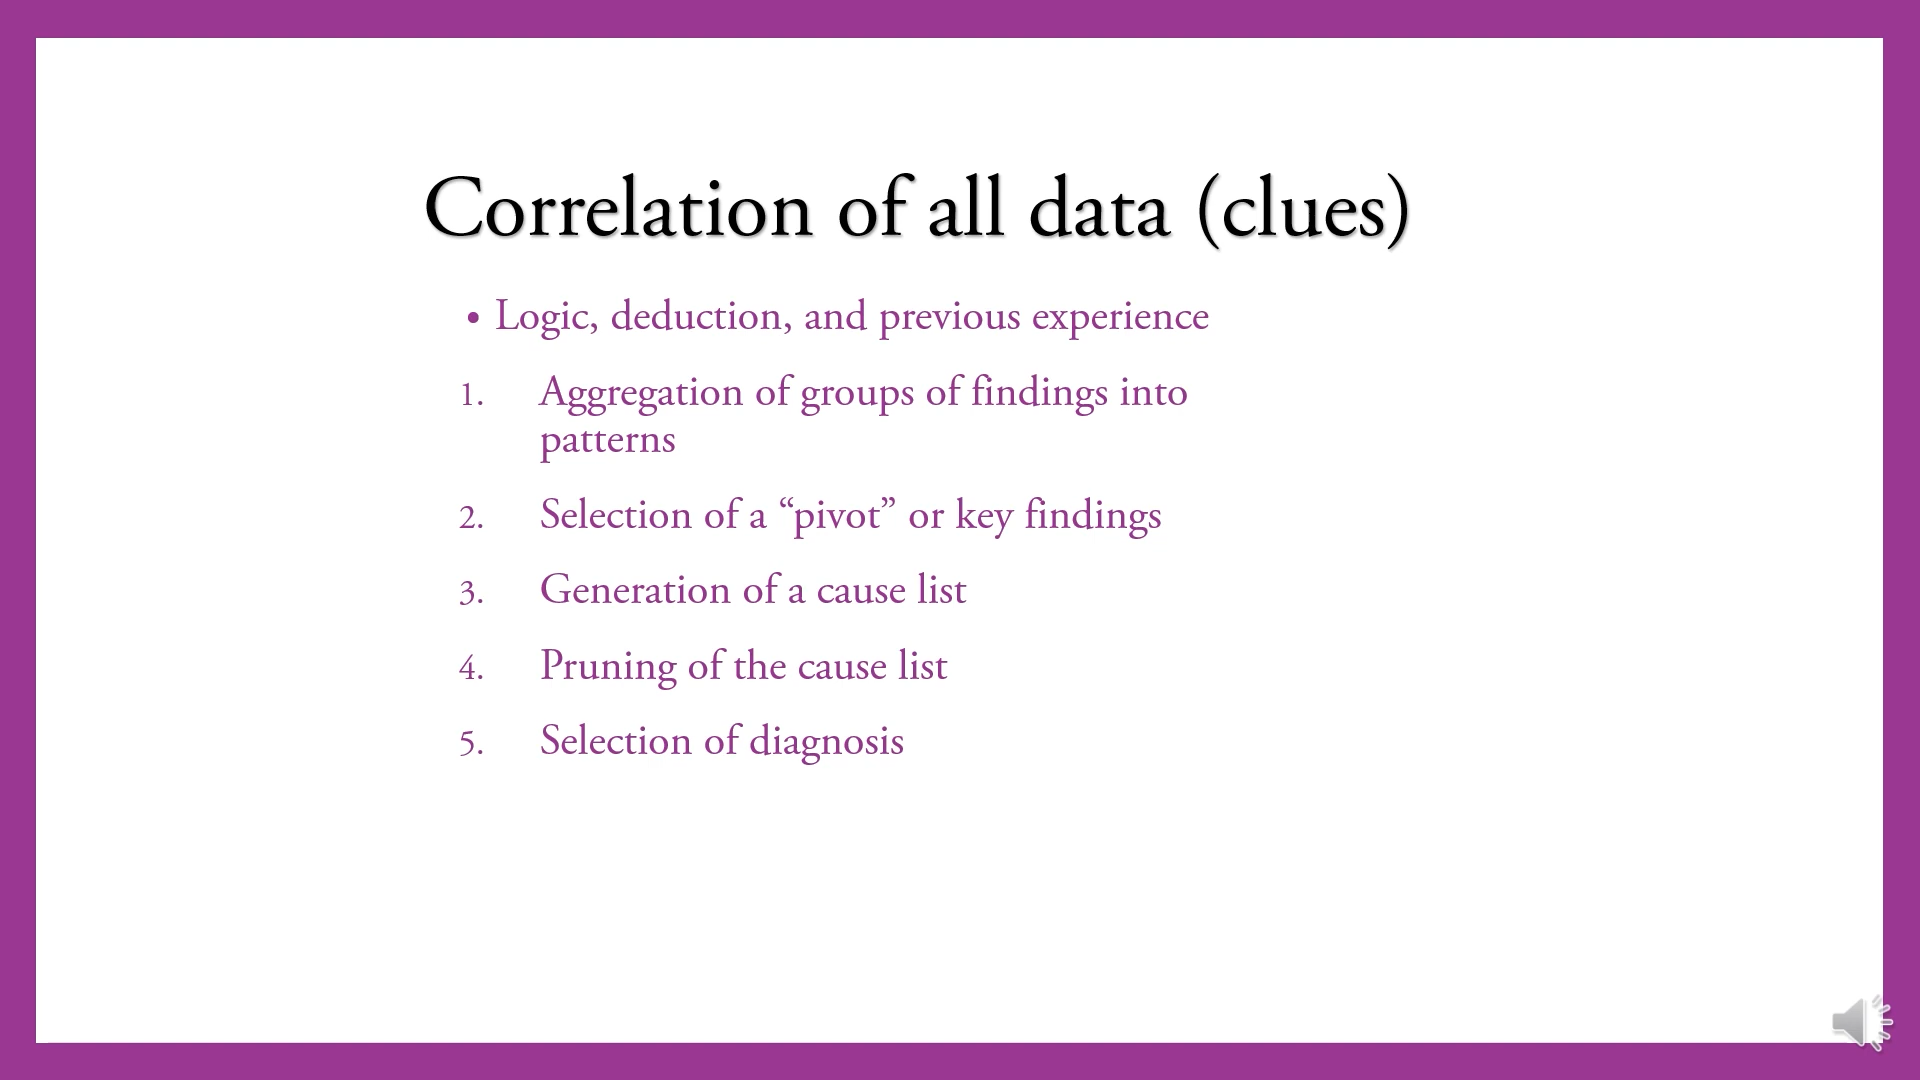 Correlation of all data (clues)
• Logic, deduction, and previous experience
1. Aggregation of groups of findings into
patterns
2. Selection of a “pivot” or key findings
3. Generation of a cause list
4. Pruning of the cause list
5. Selection of diagnosis